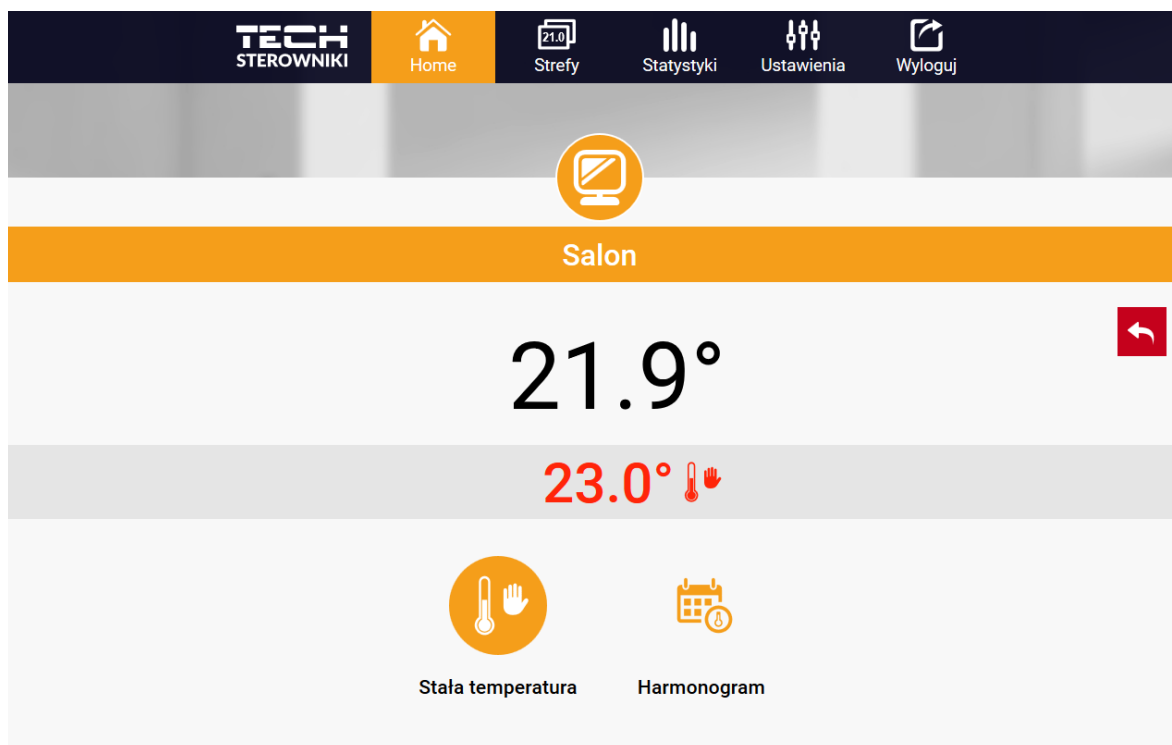 TECH
STEROWNIKI
Home
21.0
Strefy
Statystyki
Ustawienia
Wyloguj
Salon
21.9°
23.0°
Stała temperatura
Harmonogram